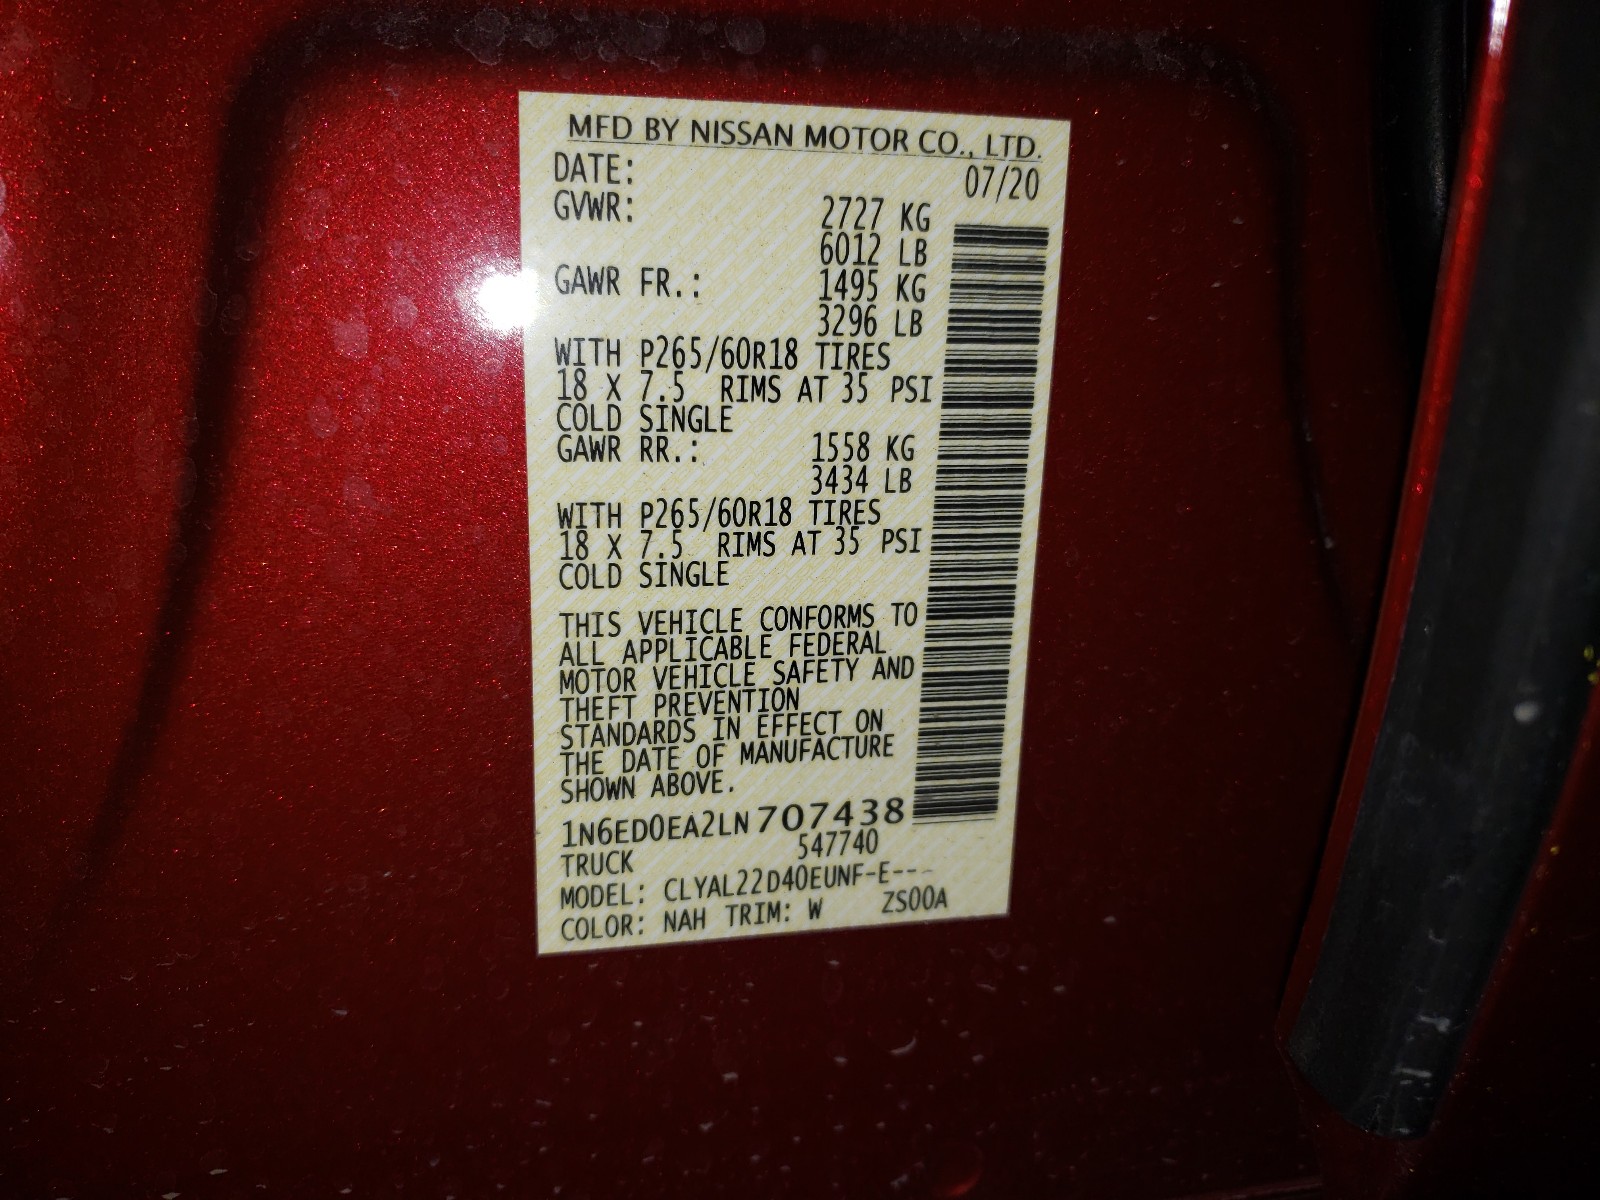 MFD BY NISSAN MOTOR CO., LTD.
DATE: 07/20
GVWR: 2727 KG
6012 LB
GAWR FR.: 1495 KG
3296 LB
WITH P265/60R18 TIRES
18 X 7.5 RIMS AT 35 PSI
COLD SINGLE
GAWR RR.: 1558 KG
3434 LB
WITH P265/60R18 TIRES
18 X 7.5 RIMS AT 35 PSI
COLD SINGLE
THIS VEHICLE CONFORMS TO
ALL APPLICABLE FEDERAL
MOTOR VEHICLE SAFETY AND
THEFT PREVENTION
STANDARDS IN EFFECT ON
THE DATE OF MANUFACTURE
SHOWN ABOVE.
1N6ED0EA2LN707438
TRUCK 547740
MODEL: CLYAL22D40EUNF-E---
COLOR: NAH TRIM: W ZS00A